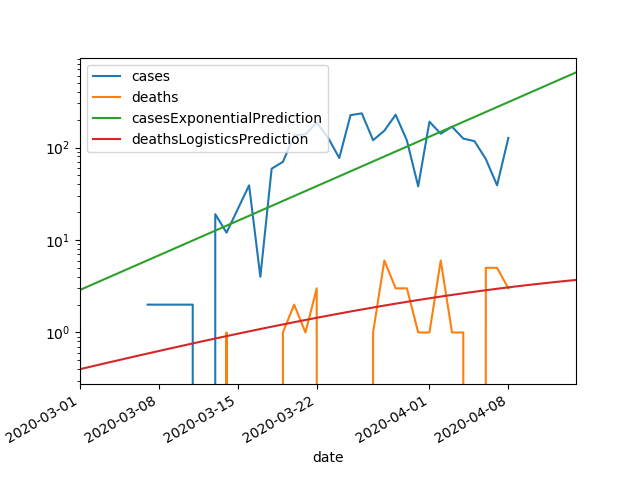 cases
deaths
casesExponentialPrediction
deathsLogisticsPrediction
10²
10¹
10⁰
2020-03-01
2020-03-08
2020-03-15
2020-03-22
2020-04-01
2020-04-08
date